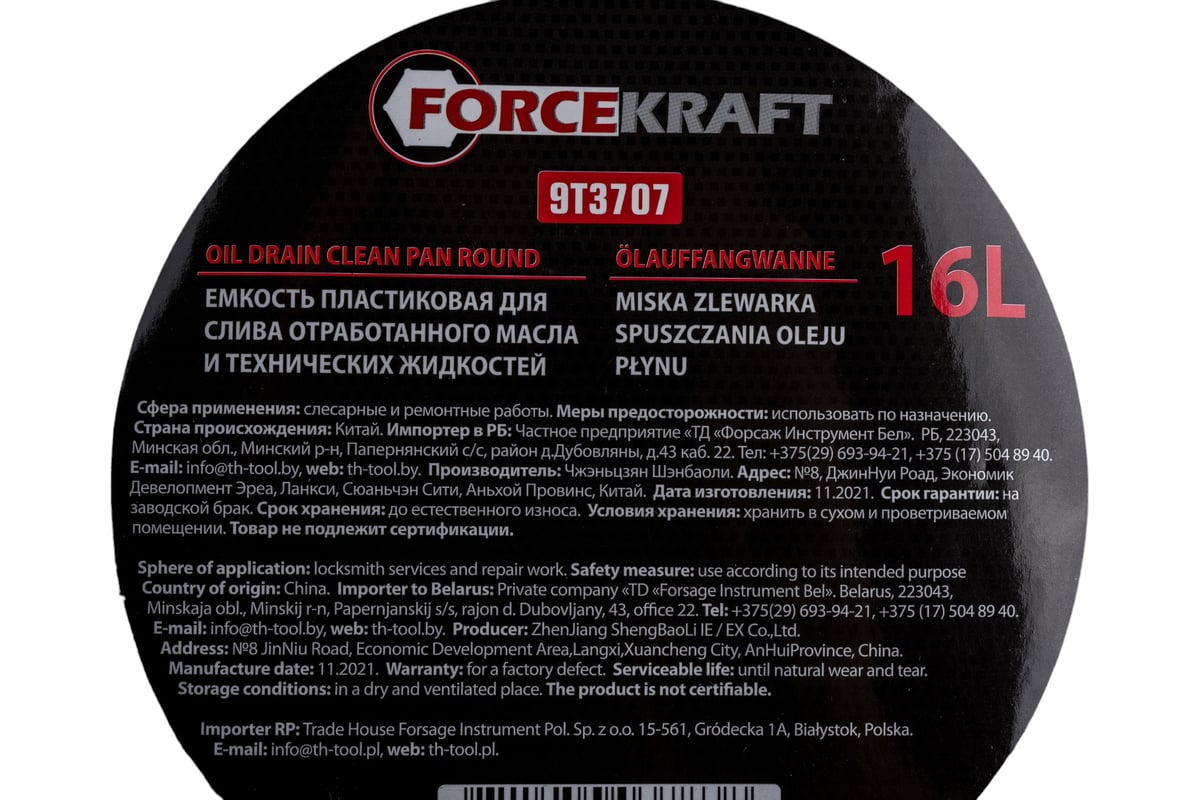 FORCEKRAFT
9T3707
OIL DRAIN CLEAN PAN ROUND
ÖLAUFFANGWANNE
16L
ЕМКОСТЬ ПЛАСТИКОВАЯ ДЛЯ
СЛИВА ОТРАБОТАННОГО МАСЛА
И ТЕХНИЧЕСКИХ ЖИДКОСТЕЙ
MISKA ZLEWARKA
SPUSZCZANIA OLEJU
PŁYNU
Сфера применения: слесарные и ремонтные работы. Меры предосторожности: использовать по назначению.
Страна происхождения: Китай. Импортер в РБ: Частное предприятие «ТД «Форсаж Инструмент Бел». РБ, 223043,
Минская обл., Минский р-н, Папернянский с/с, район д.Дубовляны, д.43 каб. 22. Тел: +375(29) 693-94-21, +375 (17) 504 89 40.
E-mail: info@th-tool.by, web: th-tool.by. Производитель: Чжэньцзян Шэнбаоли. Адрес: №8, ДжинНуи Роад, Экономик
Девелопмент Эреа, Ланкси, Сюаньчэн Сити, Аньхой Провинс, Китай. Дата изготовления: 11.2021. Срок гарантии: на
заводской брак. Срок хранения: до естественного износа. Условия хранения: хранить в сухом и проветриваемом
помещении. Товар не подлежит сертификации.
Sphere of application: locksmith services and repair work. Safety measure: use according to its intended purpose
Country of origin: China. Importer to Belarus: Private company «TD «Forsage Instrument Bel». Belarus, 223043,
Minskaja obl., Minskij r-n, Papernjanskij s/s, rajon d. Dubovljany, 43, office 22. Tel: +375(29) 693-94-21, +375 (17) 504 89 40.
E-mail: info@th-tool.by, web: th-tool.by. Producer: ZhenJiang ShengBaoLi IE / EX Co.,Ltd.
Address: №8 JinNiu Road, Economic Development Area,Langxi,Xuancheng City, AnHuiProvince, China.
Manufacture date: 11.2021. Warranty: for a factory defect. Serviceable life: until natural wear and tear.
Storage conditions: in a dry and ventilated place. The product is not certifiable.
Importer RP: Trade House Forsage Instrument Pol. Sp. z o.o. 15-561, Gródecka 1A, Białystok, Polska.
E-mail: info@th-tool.pl, web: th-tool.pl.